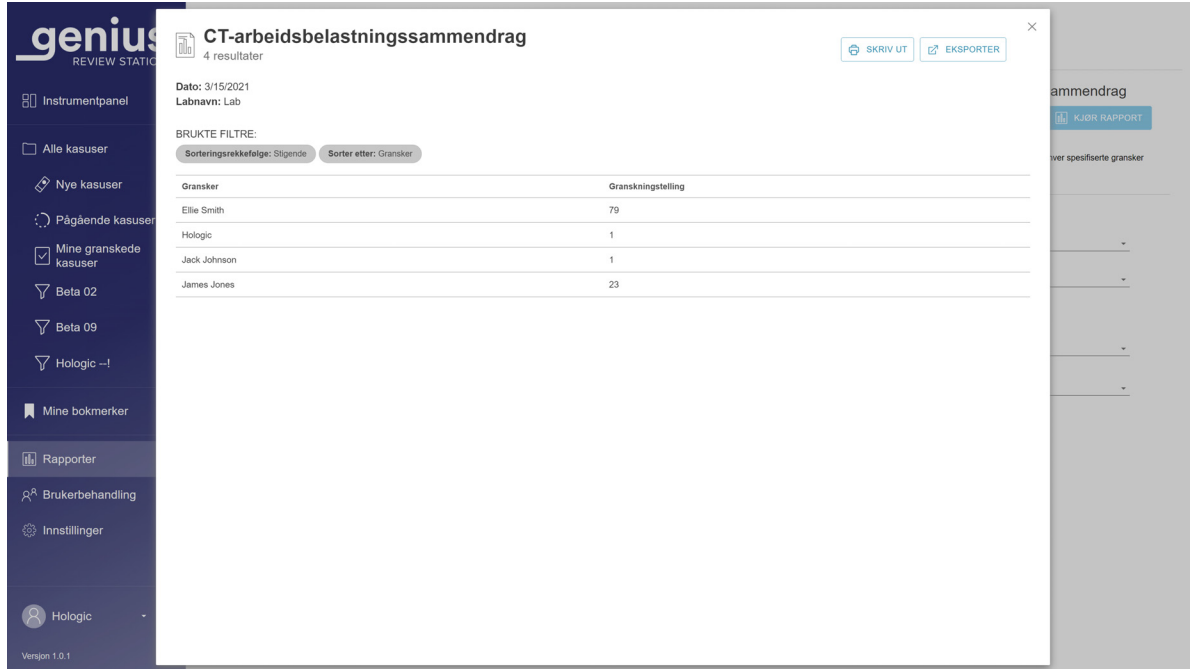 genius
REVIEW STATIO
Instrumentpanel
Alle kasuser
Nye kasuser
Pågående kasuser
Mine granskede
kasuser
Beta 02
Beta 09
Hologic --!
Mine bokmerker
Rapporter
Brukerbehandling
Innstillinger
Hologic
Versjon 1.0.1
CT-arbeidsbelastningssammendrag
4 resultater
SKRIV UT
EKSPORTER
Dato: 3/15/2021
Labnavn: Lab
BRUKTE FILTRE:
Sorteringsrekkefølge: Stigende Sorter etter: Gransker
Gransker Granskningstelling
Ellie Smith 79
Hologic 1
Jack Johnson 1
James Jones 23
ammendrag
KJØR RAPPORT
spesifiserte gransker